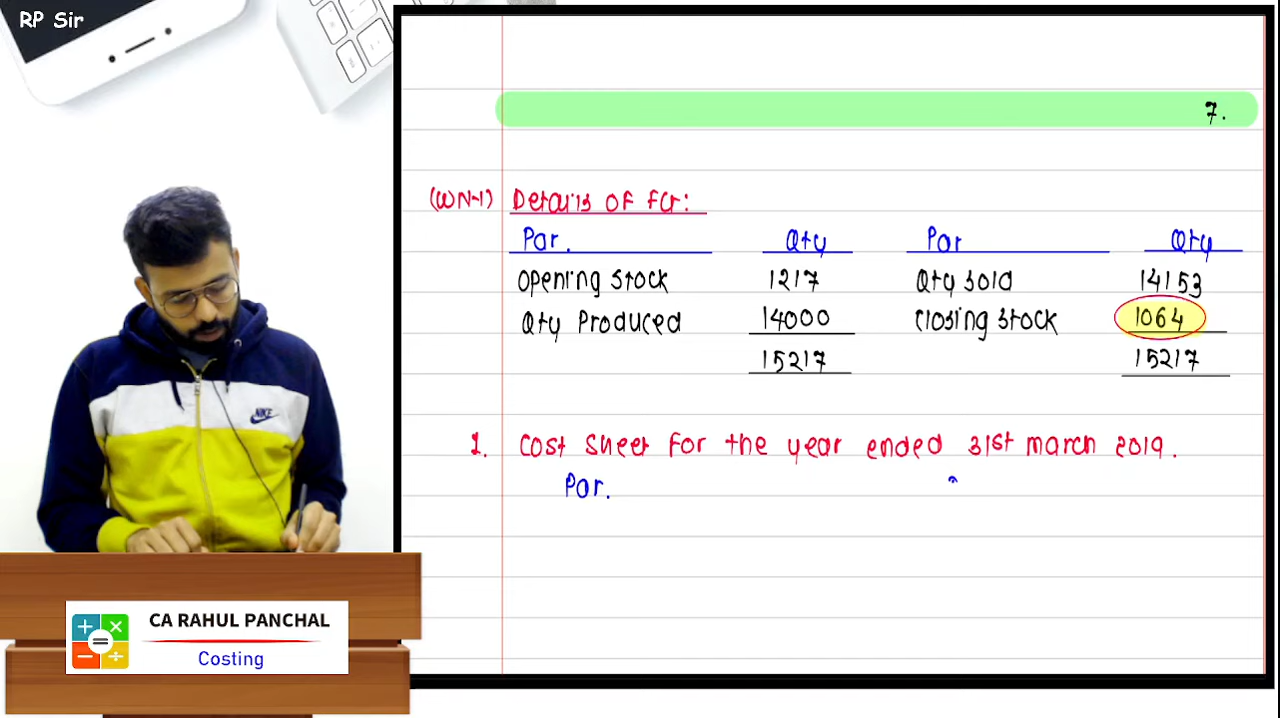 RP Sir
7.
(WN-1) Details of FG:
Par. Qty Par Qty
Opening Stock 1217 Qty Sold 14153
Qty Produced 14000 Closing Stock 1064
15217 15217
1. Cost Sheet for the year ended 31st march 2019.
Par.
NIKE
CA RAHUL PANCHAL
Costing